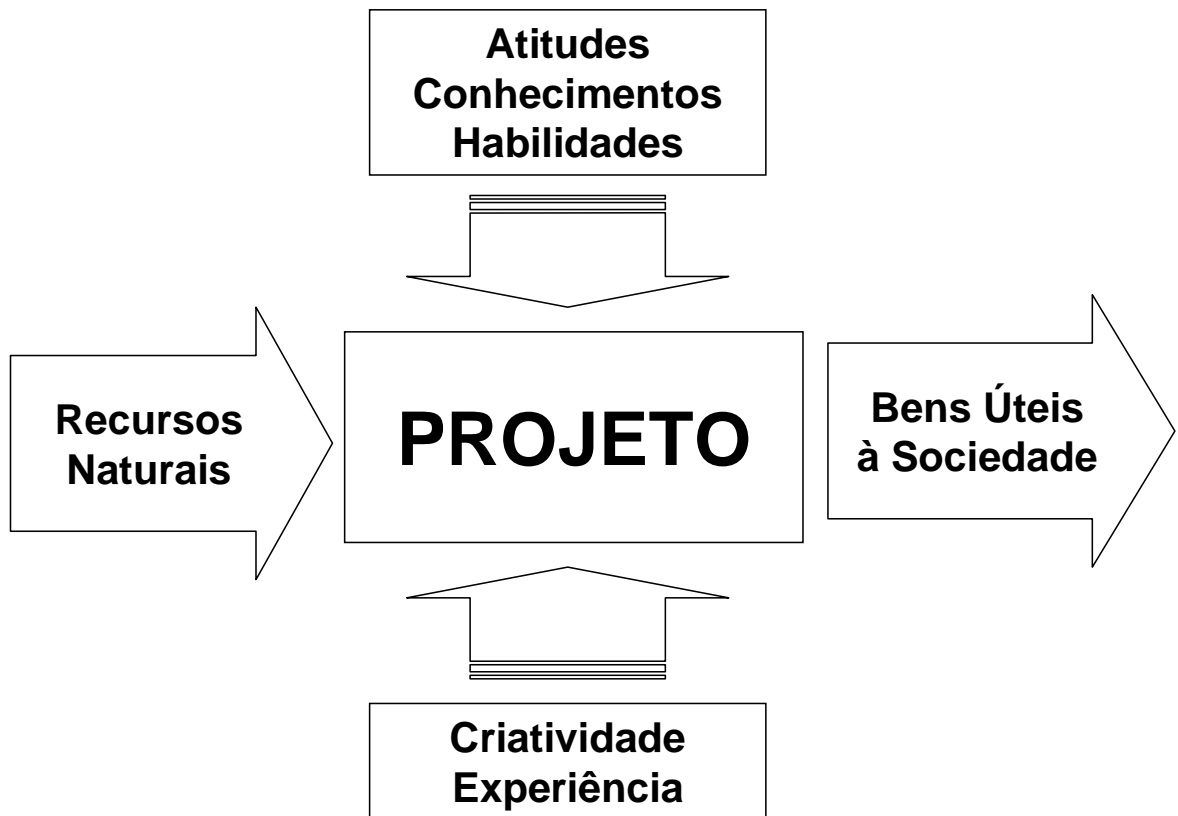 Atitudes
Conhecimentos
Habilidades
Recursos
Naturais
PROJETO
Bens Úteis
à Sociedade
Criatividade
Experiência